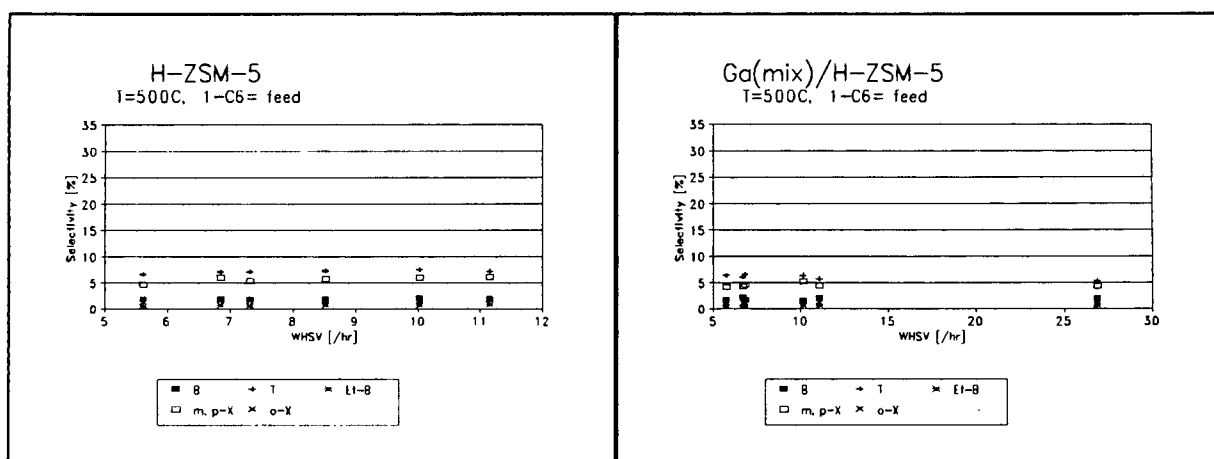 H-ZSM-5
T=500C, 1-C6= feed
Selectivity [%]
35
30
25
20
15
10
5
0
5 6 7 8 9 10 11 12
WHSV [/hr]
B T Et-B
m, p-X o-X
Ga(mix)/H-ZSM-5
T=500C, 1-C6= feed
Selectivity [%]
35
30
25
20
15
10
5
0
5 10 15 20 25 30
WHSV [/hr]
B T Et-B
m, p-X o-X